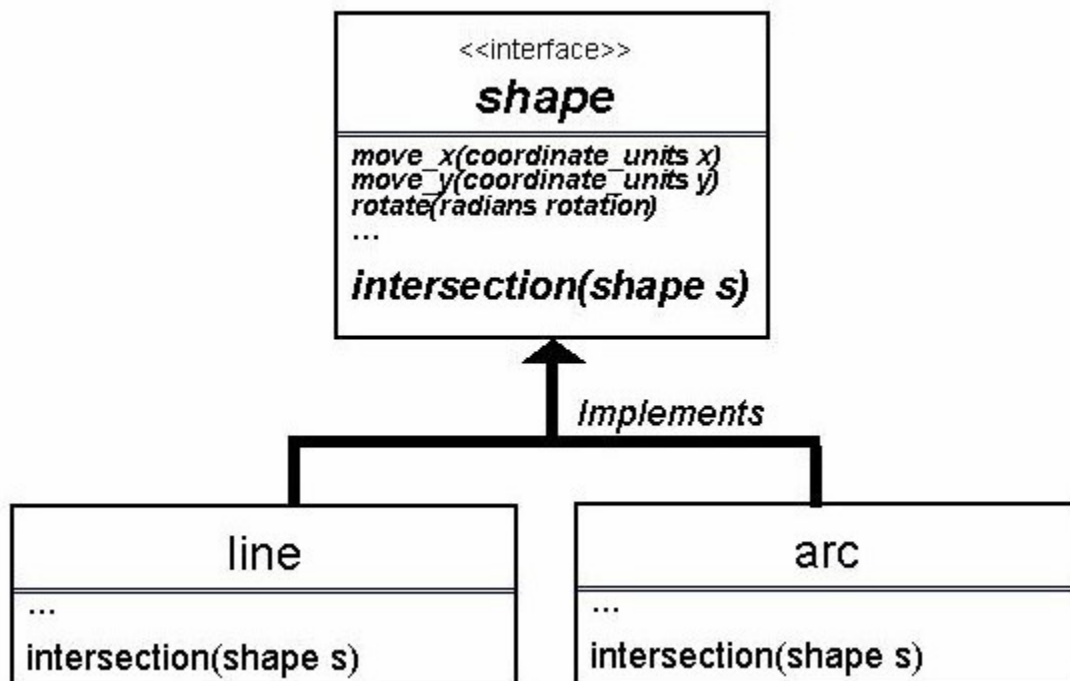 <<interface>>
shape
move_x(coordinate_units x)
move_y(coordinate_units y)
rotate(radians rotation)
...
intersection(shape s)
Implements
line
...
intersection(shape s)
arc
...
intersection(shape s)